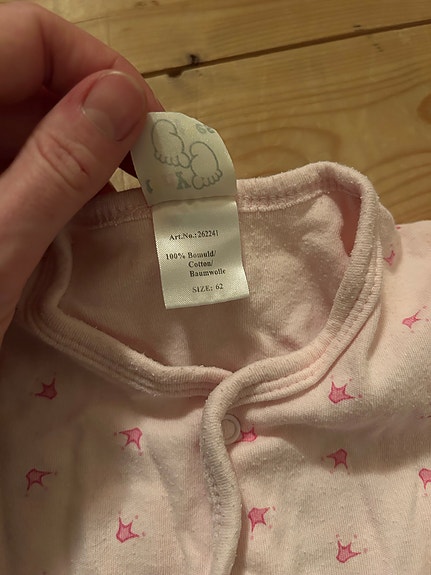 Art.No.:262241
100% Bomuld/
Cotton/
Baumwolle
SIZE: 62